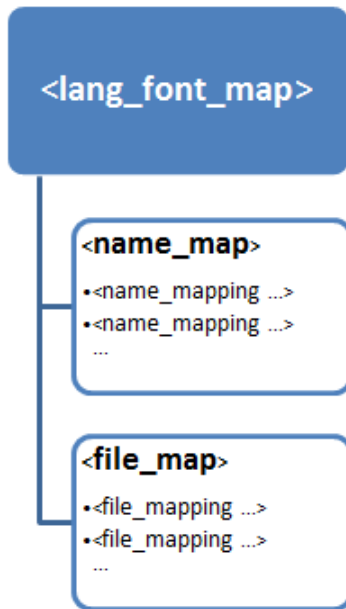 <lang_font_map>
<name_map>
•<name_mapping ...>
•<name_mapping ...>
...
<file_map>
•<file_mapping ...>
•<file_mapping ...>
...